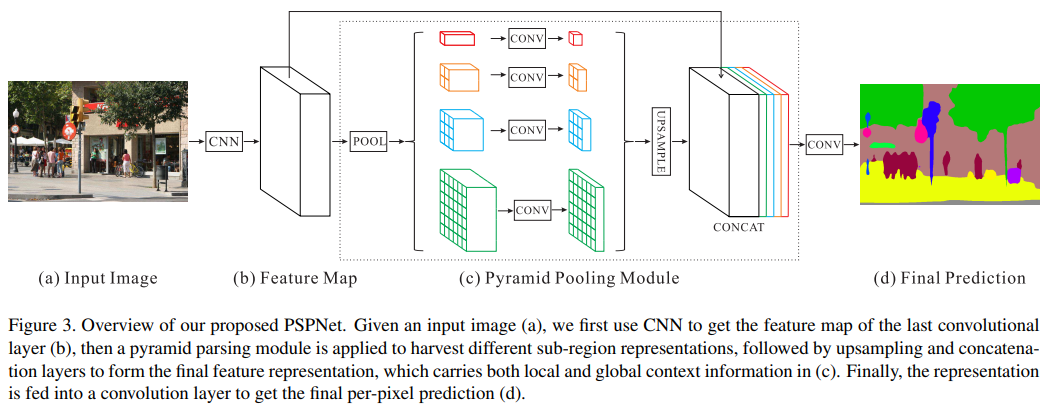 CNN
POOL
CONV
CONV
CONV
CONV
UPSAMPLE
CONCAT
CONV
(a) Input Image
(b) Feature Map
(c) Pyramid Pooling Module
(d) Final Prediction
Figure 3. Overview of our proposed PSPNet. Given an input image (a), we first use CNN to get the feature map of the last convolutional
layer (b), then a pyramid parsing module is applied to harvest different sub-region representations, followed by upsampling and concatena-
tion layers to form the final feature representation, which carries both local and global context information in (c). Finally, the representation
is fed into a convolution layer to get the final per-pixel prediction (d).